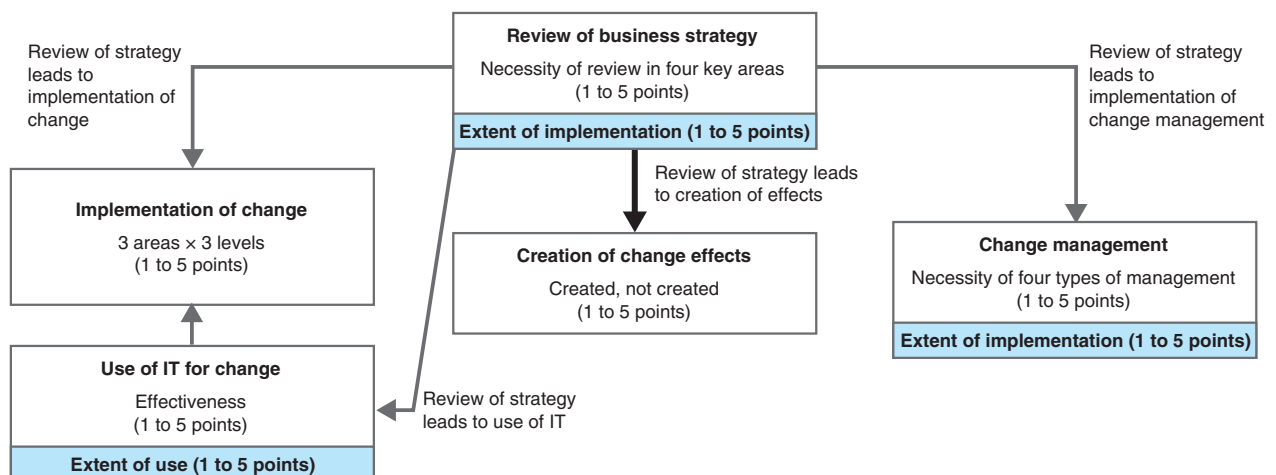 Review of strategy
leads to
implementation of
change
Review of business strategy
Necessity of review in four key areas
(1 to 5 points)
Extent of implementation (1 to 5 points)
Review of strategy
leads to
implementation of
change management
Review of strategy leads
to creation of effects
Implementation of change
3 areas × 3 levels
(1 to 5 points)
Creation of change effects
Created, not created
(1 to 5 points)
Change management
Necessity of four types of management
(1 to 5 points)
Extent of implementation (1 to 5 points)
Use of IT for change
Effectiveness
(1 to 5 points)
Extent of use (1 to 5 points)
Review of strategy
leads to use of IT